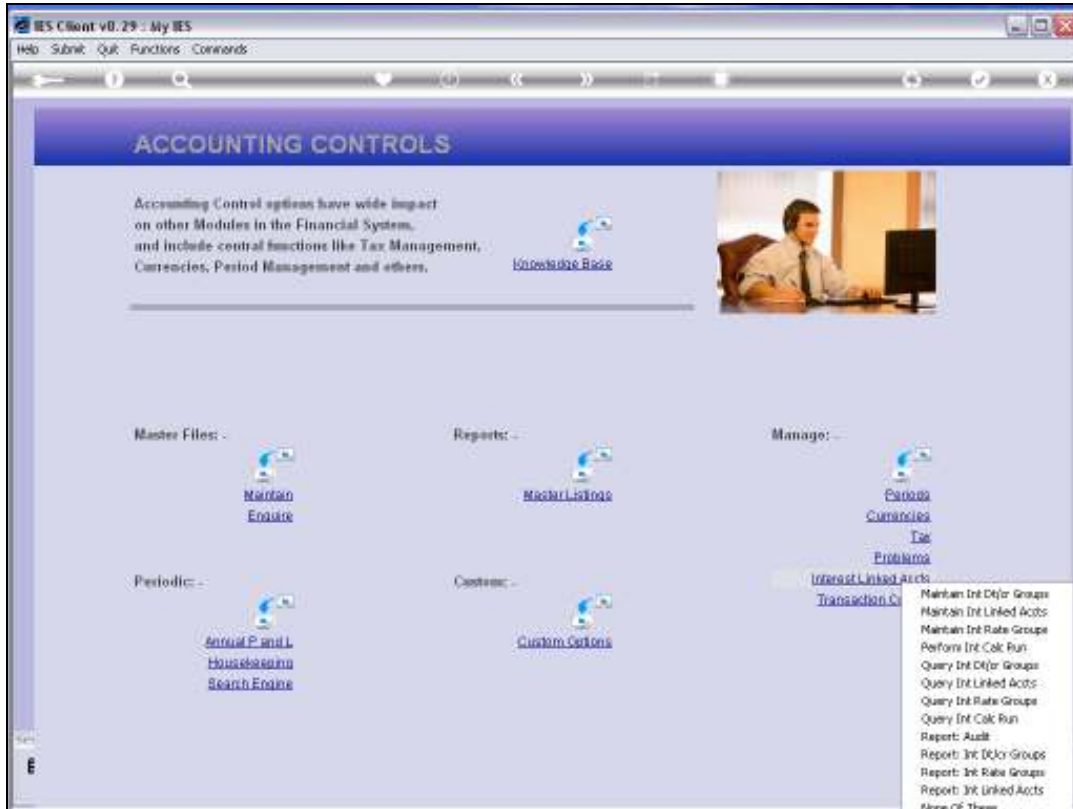 IES Client v0.29 : My IES
Help Submit Quit Functions Commands
ACCOUNTING CONTROLS
Accounting Control options have wide impact
on other Modules in the Financial System,
and include central functions like Tax Management,
Currencies, Period Management and others.
Knowledge Base
Master Files: -
Maintain
Enquire
Reports: -
Master Listings
Manage: -
Periods
Currencies
Tax
Problems
Interest Linked Accts
Transaction
Periodic: -
Annual P and L
Housekeeping
Search Engine
Custom: -
Custom Options
Maintain Int Dt/cr Groups
Maintain Int Linked Accts
Maintain Int Rate Groups
Perform Int Calc Run
Query Int Dt/cr Groups
Query Int Linked Accts
Query Int Rate Groups
Query Int Calc Run
Report: Audit
Report: Int Dt/cr Groups
Report: Int Rate Groups
Report: Int Linked Accts
None Of These